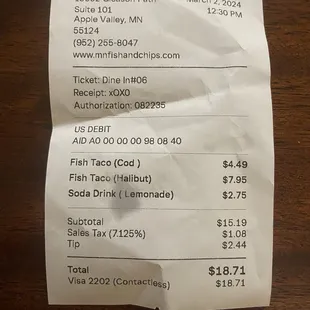 March 2, 2024
Suite 101 12:30 PM
Apple Valley, MN
55124
(952) 255-8047
www.mnfishandchips.com
Ticket: Dine In#06
Receipt: xQX0
Authorization: 082235
US DEBIT
AID A0 00 00 00 98 08 40
Fish Taco (Cod ) $4.49
Fish Taco (Halibut) $7.95
Soda Drink ( Lemonade) $2.75
Subtotal $15.19
Sales Tax (7.125%) $1.08
Tip $2.44
Total $18.71
Visa 2202 (Contactless) $18.71